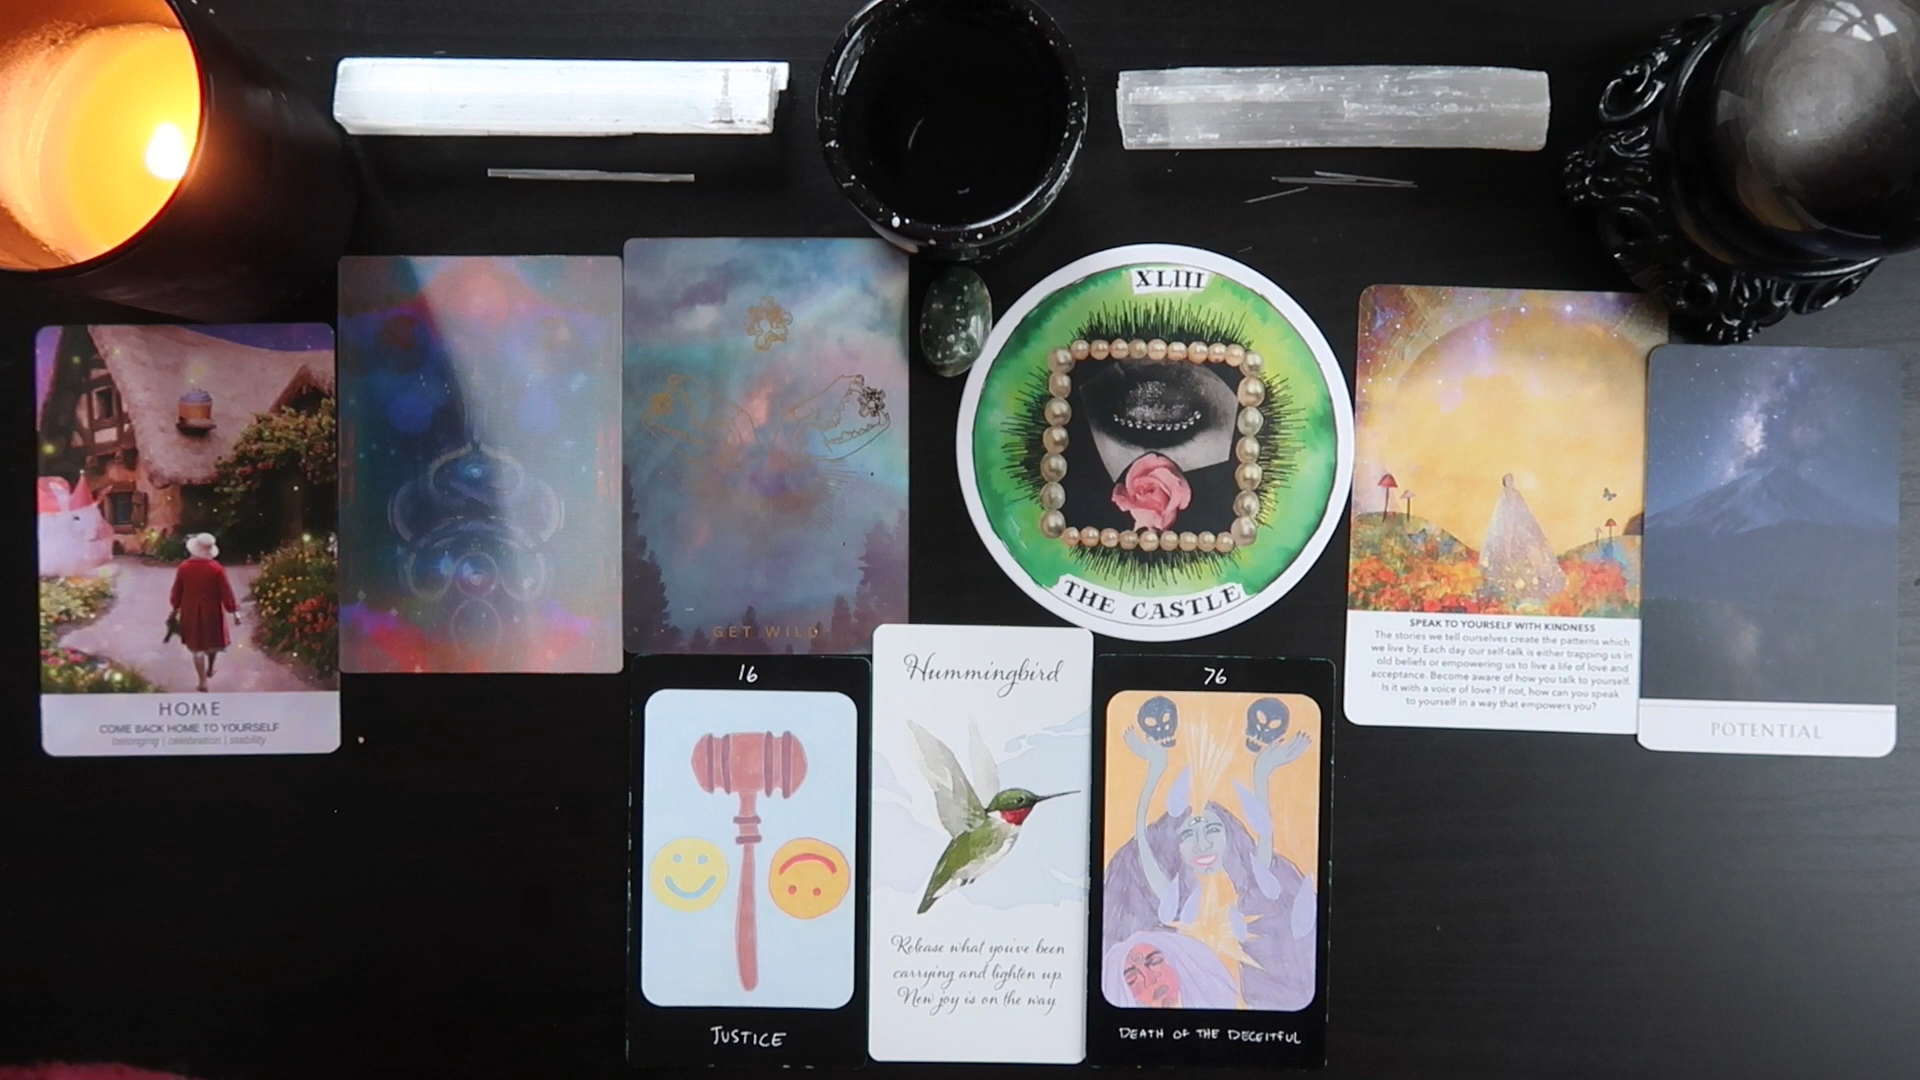 HOME
COME BACK HOME TO YOURSELF
belonging | celebration | stability
GET WILD
XLIII
THE CASTLE
SPEAK TO YOURSELF WITH KINDNESS
The stories we tell ourselves create the patterns which
we live by. Each day our self-talk is either trapping us in
old beliefs or empowering us to live a life of love and
acceptance. Become aware of how you talk to yourself.
Is it with a voice of love? If not, how can you speak
to yourself in a way that empowers you?
POTENTIAL
16
JUSTICE
Hummingbird
Release what you've been
carrying and lighten up.
New joy is on the way.
76
DEATH OF THE DECEITFUL